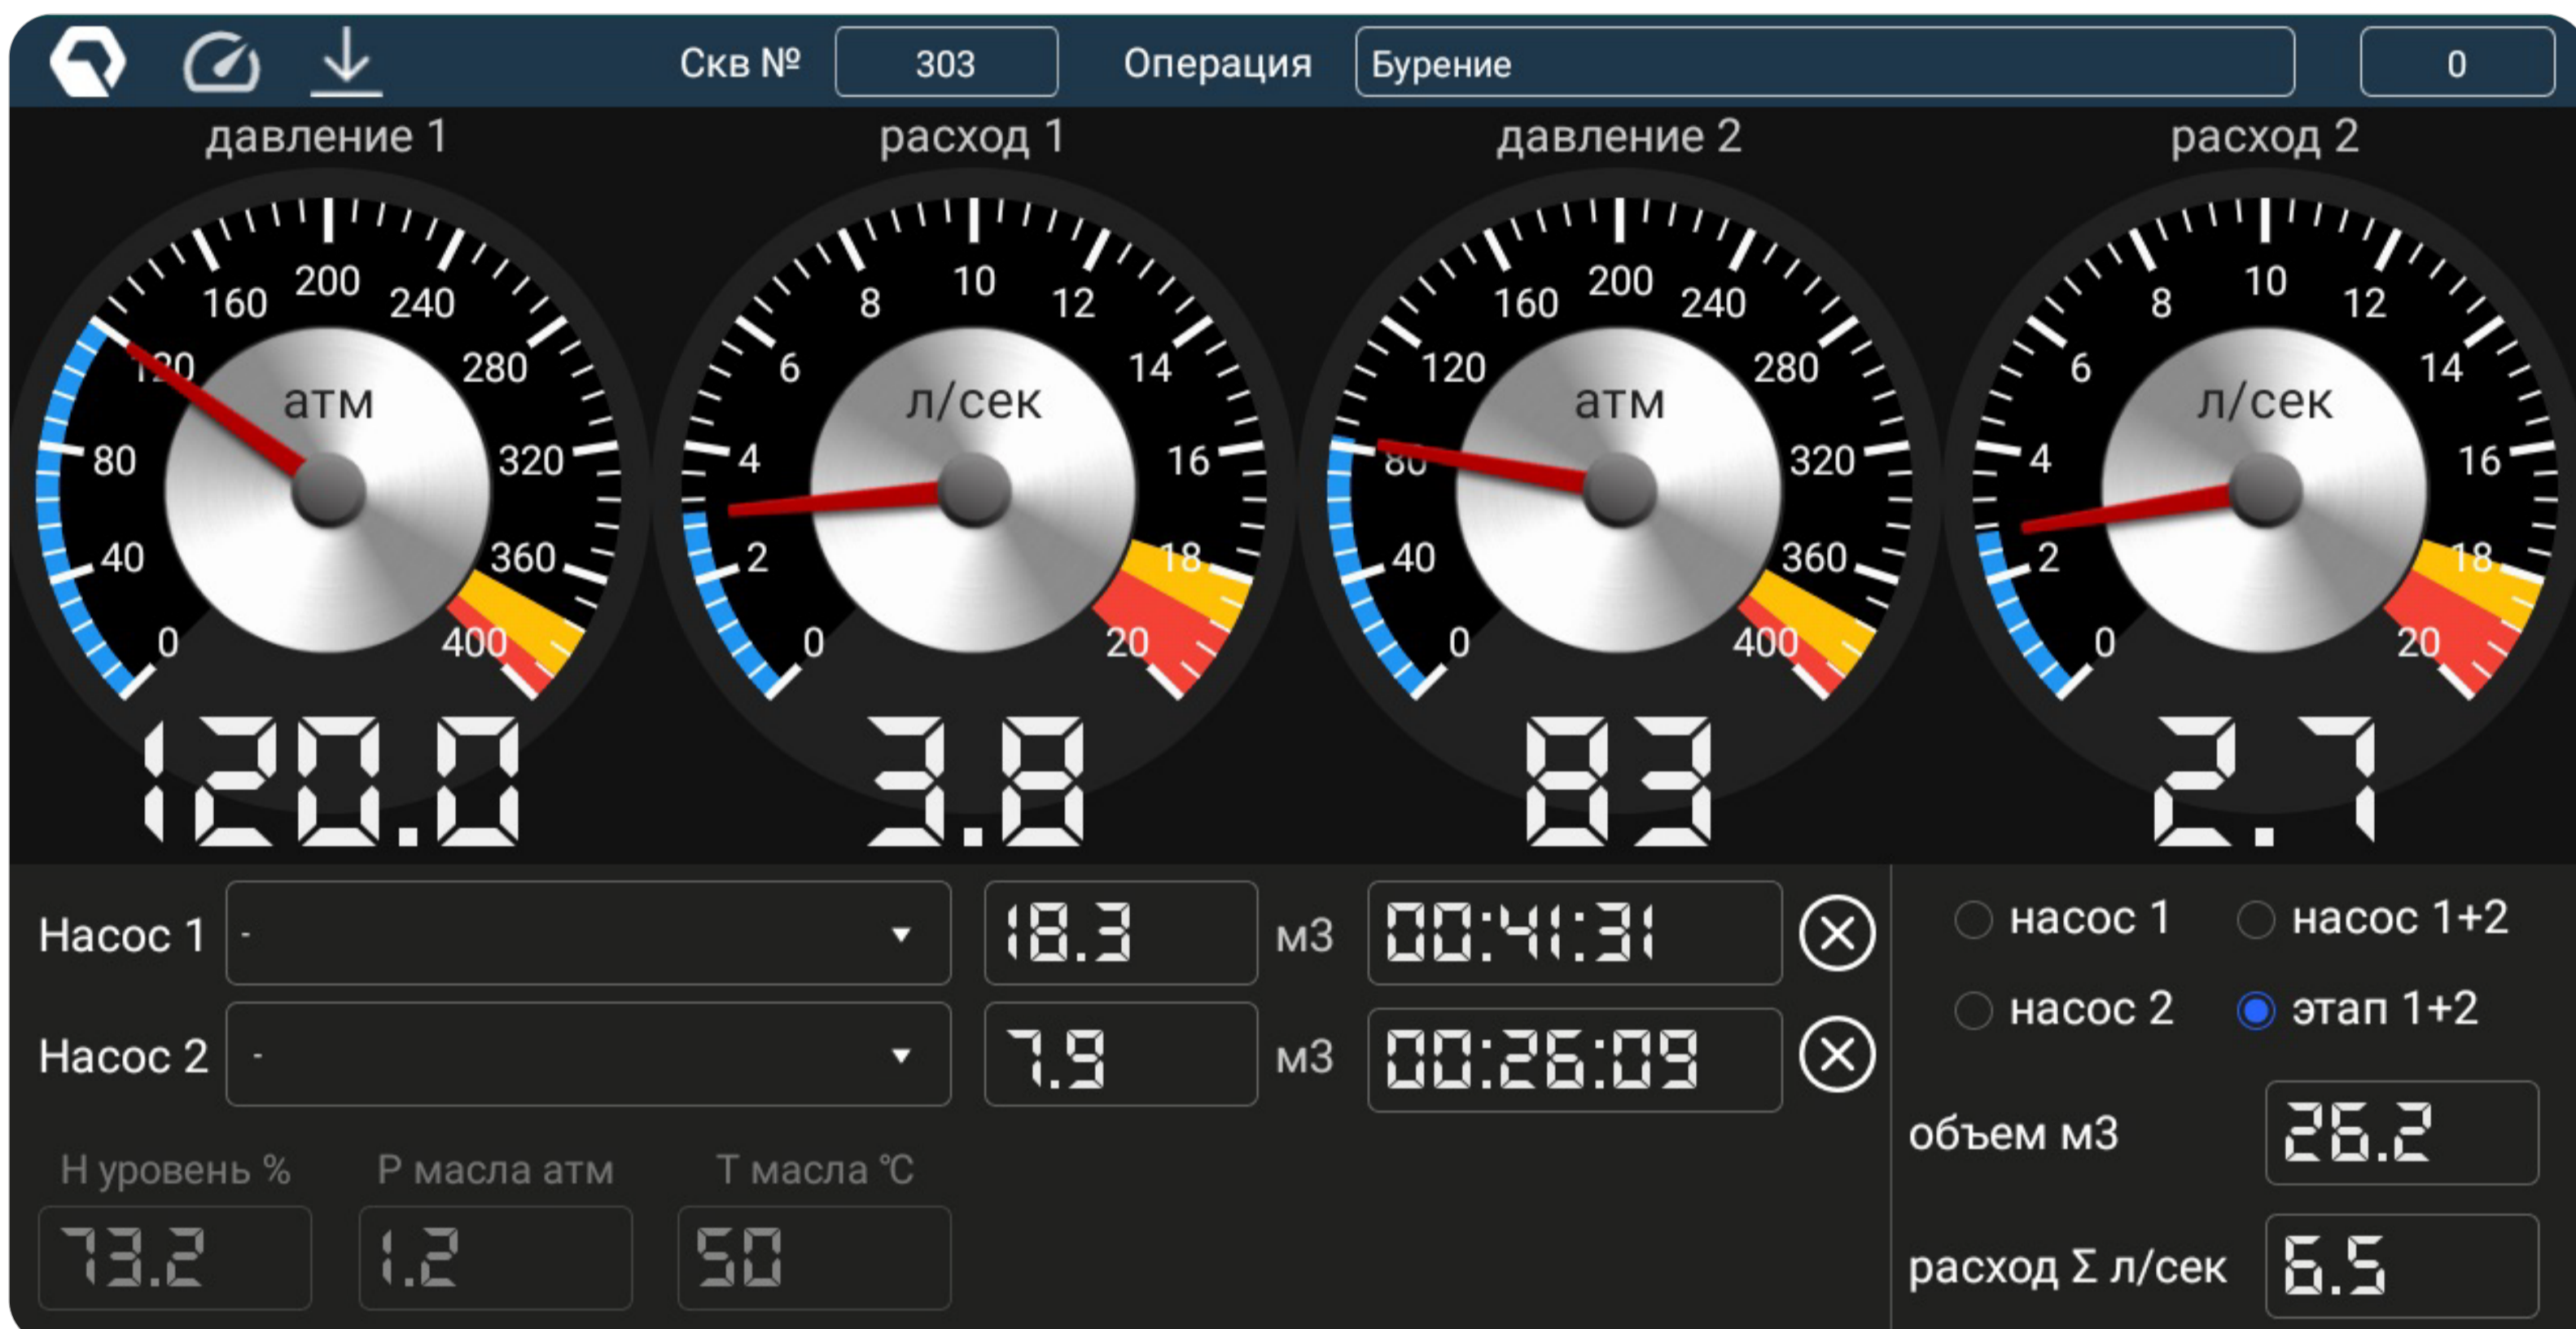 Скв № 303 Операция Бурение 0
давление 1
160 200 240
120 280
атм
80 320
40 360
0 400
120.0
расход 1
8 10 12
6 14
л/сек
4 16
2 18
0 20
3.8
давление 2
160 200 240
120 280
атм
80 320
40 360
0 400
83
расход 2
8 10 12
6 14
л/сек
4 16
2 18
0 20
2.7
Насос 1 - 18.3 м3 00:41:31
Насос 2 - 7.9 м3 00:26:09
Н уровень % Р масла атм Т масла °С
73.2 1.2 50
насос 1 насос 1+2
насос 2 этап 1+2
объем м3 26.2
расход Σ л/сек 6.5